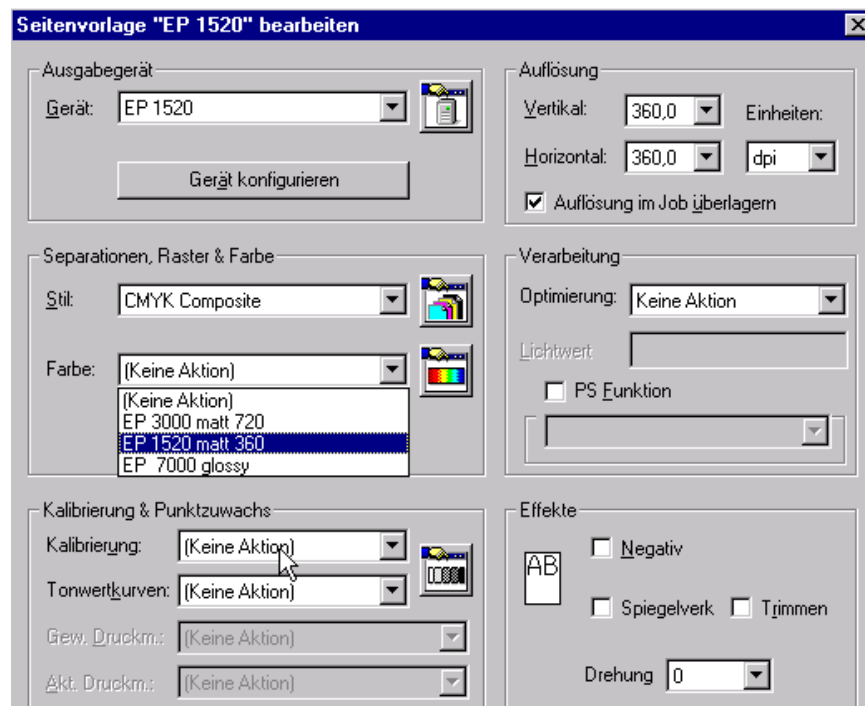 Seitenvorlage "EP 1520" bearbeiten
Ausgabegerät
Gerät: EP 1520
Gerät konfigurieren
Auflösung
Vertikal: 360,0 Einheiten:
Horizontal: 360,0 dpi
Auflösung im Job überlagern
Separationen, Raster & Farbe
Stil: CMYK Composite
Farbe: (Keine Aktion)
(Keine Aktion)
EP 3000 matt 720
EP 1520 matt 360
EP 7000 glossy
Verarbeitung
Optimierung: Keine Aktion
Lichtwert
PS Funktion
Kalibrierung & Punktzuwachs
Kalibrierung: (Keine Aktion)
Tonwertkurven: (Keine Aktion)
Gew. Druckm.: (Keine Aktion)
Akt. Druckm.: (Keine Aktion)
Effekte
AB
Negativ
Spiegelverk Trimmen
Drehung 0